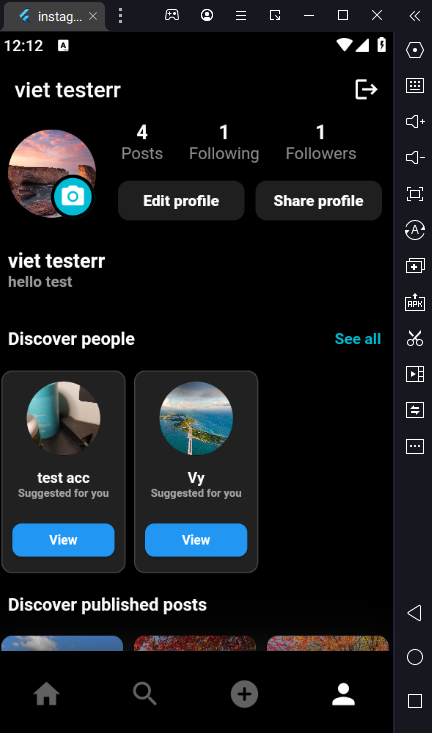 instag...
12:12
A
viet testerr
4 1 1
Posts Following Followers
Edit profile Share profile
viet testerr
hello test
Discover people See all
test acc Vy
Suggested for you Suggested for you
View View
Discover published posts
A
APK